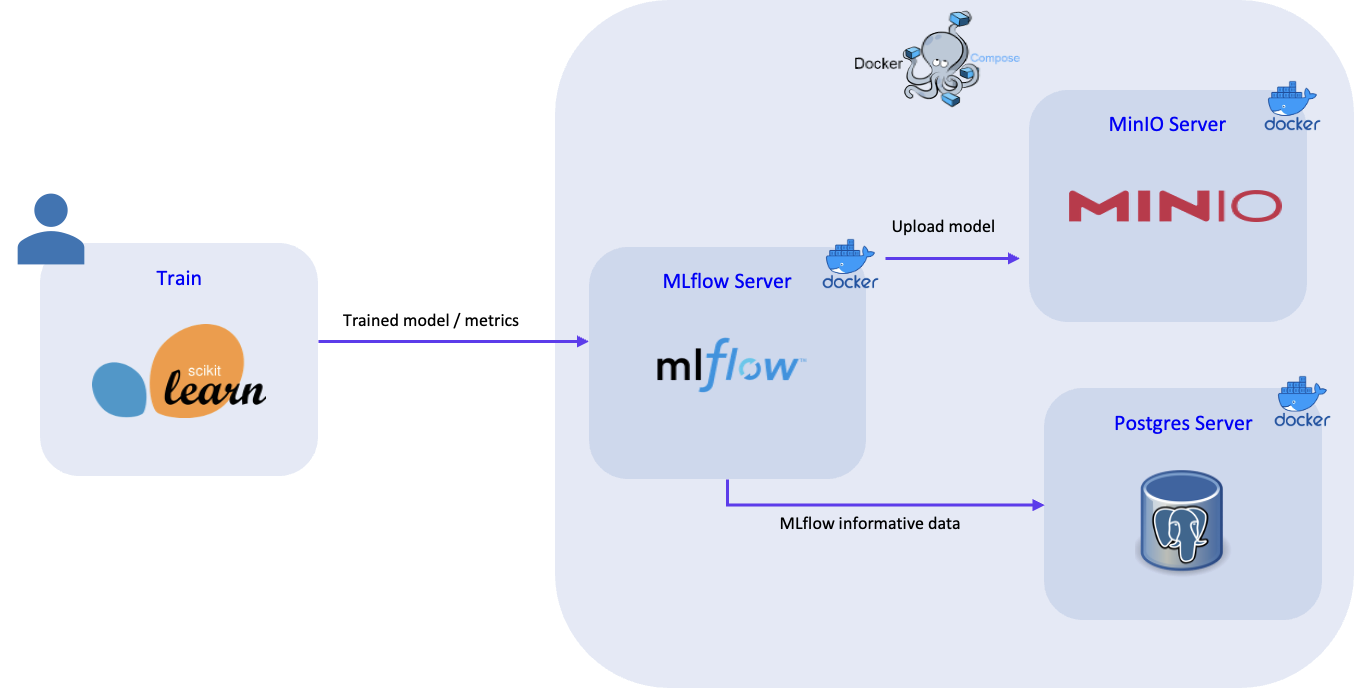 Docker
Compose
MinIO Server
docker
MINIO
Upload model
MLflow Server
docker
mlflow™
Train
scikit
learn
Trained model / metrics
Postgres Server
docker
MLflow informative data